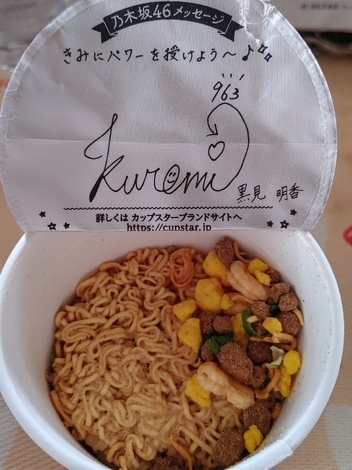 乃木坂46メッセージ
きみにパワーを授けよう～♪
963
Kuromi
黒見 明香
詳しくは カップスターブランドサイトへ
https://cupstar.jp